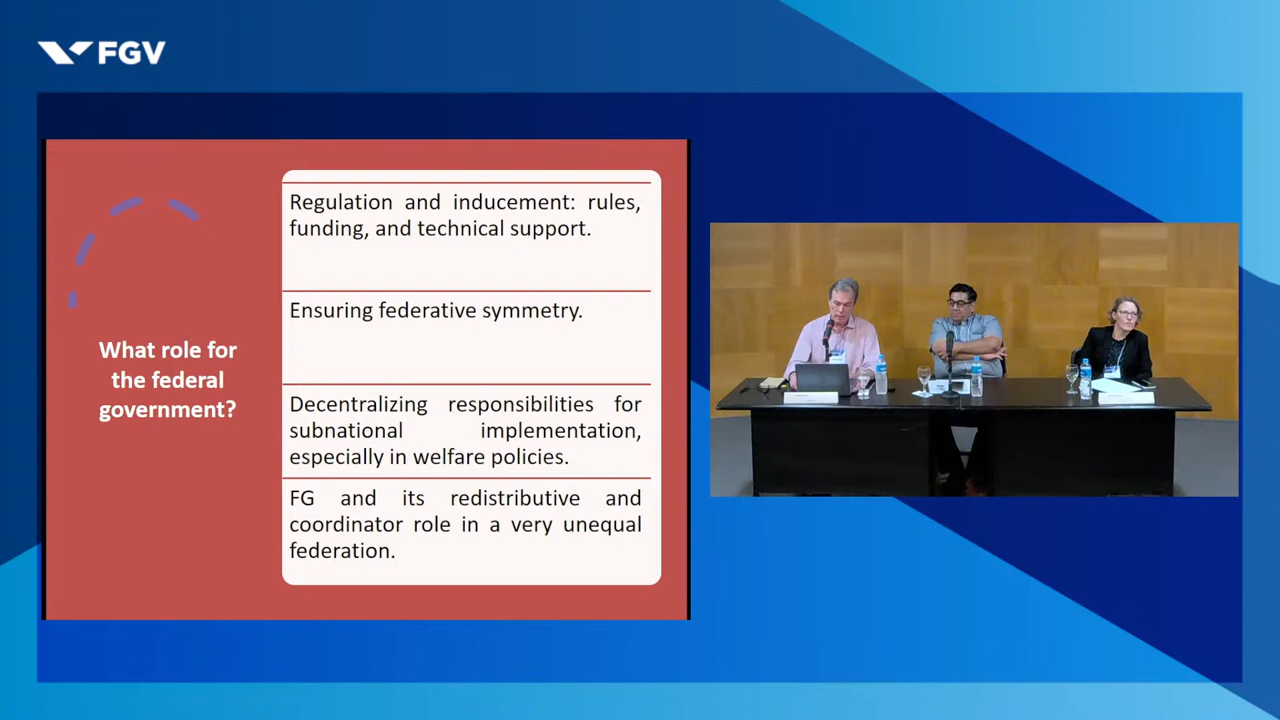 FGV
What role for
the federal
government?
Regulation and inducement: rules,
funding, and technical support.
Ensuring federative symmetry.
Decentralizing responsibilities for
subnational implementation,
especially in welfare policies.
FG and its redistributive and
coordinator role in a very unequal
federation.